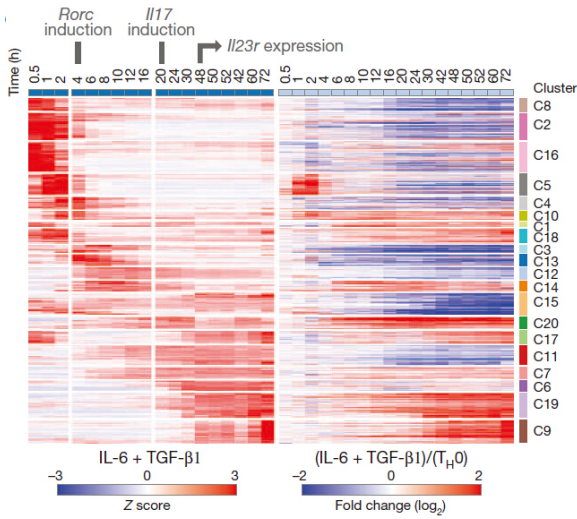 Rorc
induction
Il17
induction
Il23r expression
Time (h)
0.5 1 2 4 6 8 10 12 16 20 24 30 48 50 52 42 60 72
0.5 1 2 4 6 8 10 12 16 20 24 30 42 48 50 52 60 72
Cluster
C8
C2
C16
C5
C4
C10
C1
C18
C3
C13
C12
C14
C15
C20
C17
C11
C7
C6
C19
C9
IL-6 + TGF-β1
(IL-6 + TGF-β1)/(TH0)
−3 0 3
Z score
−2 0 2
Fold change (log2)